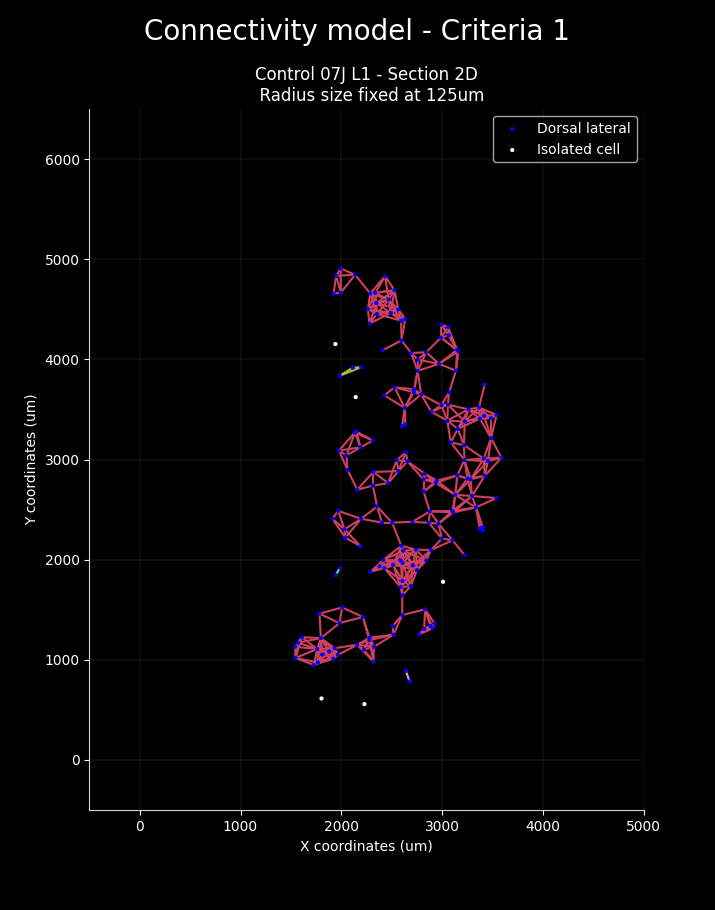 Connectivity model - Criteria 1
Control 07J L1 - Section 2D
Radius size fixed at 125um
Dorsal lateral
Isolated cell
6000
5000
4000
3000
2000
1000
0
Y coordinates (um)
0 1000 2000 3000 4000 5000
X coordinates (um)